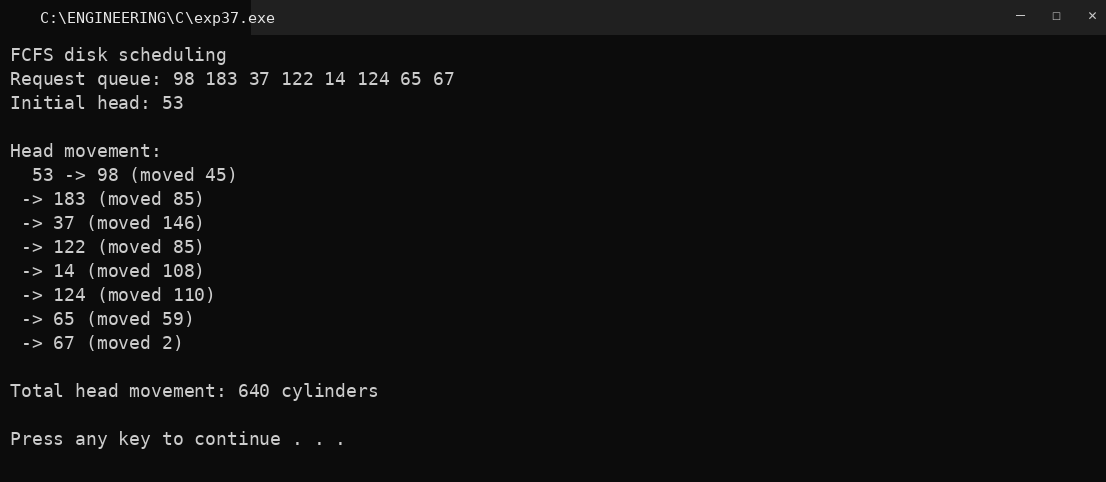 C:\ENGINEERING\C\exp37.exe
FCFS disk scheduling
Request queue: 98 183 37 122 14 124 65 67
Initial head: 53
Head movement:
  53 -> 98 (moved 45)
 -> 183 (moved 85)
 -> 37 (moved 146)
 -> 122 (moved 85)
 -> 14 (moved 108)
 -> 124 (moved 110)
 -> 65 (moved 59)
 -> 67 (moved 2)
Total head movement: 640 cylinders
Press any key to continue . . .